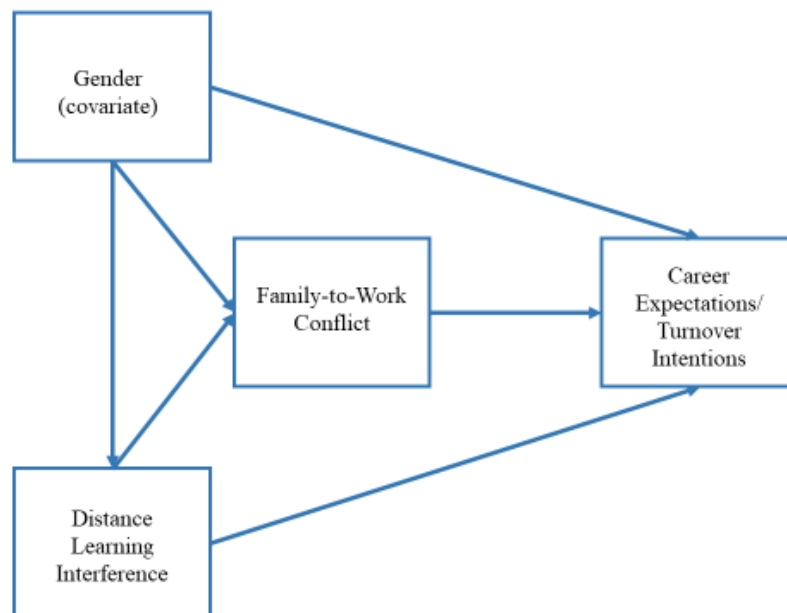 Gender
(covariate)
Family-to-Work
Conflict
Career
Expectations/
Turnover
Intentions
Distance
Learning
Interference